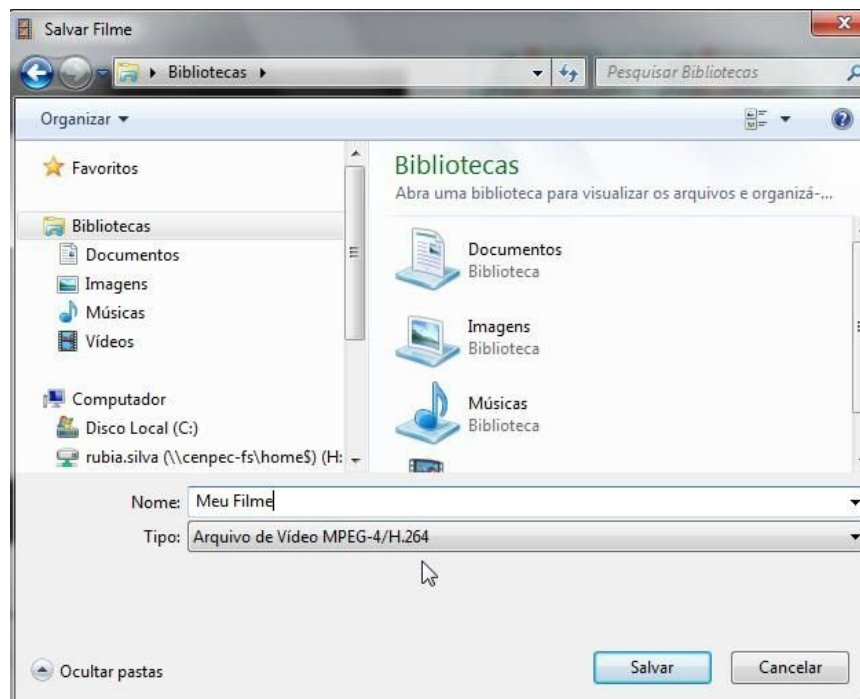 Salvar Filme
Bibliotecas
Pesquisar Bibliotecas
Organizar
Favoritos
Bibliotecas
Documentos
Imagens
Músicas
Vídeos
Computador
Disco Local (C:)
rubia.silva (\\cenpec-fs\home$) (H:
Bibliotecas
Abra uma biblioteca para visualizar os arquivos e organizá-...
Documentos
Biblioteca
Imagens
Biblioteca
Músicas
Biblioteca
Nome: Meu Filme
Tipo: Arquivo de Vídeo MPEG-4/H.264
Ocultar pastas
Salvar
Cancelar